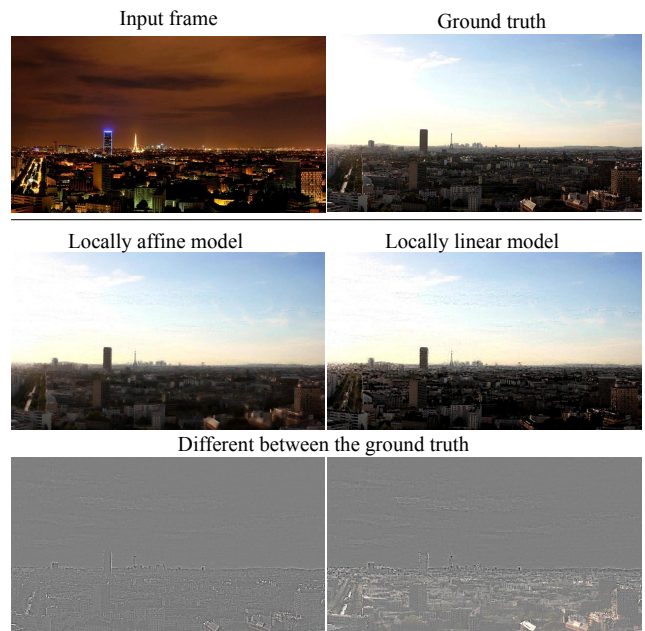 Input frame
Ground truth
Locally affine model
Locally linear model
Different between the ground truth